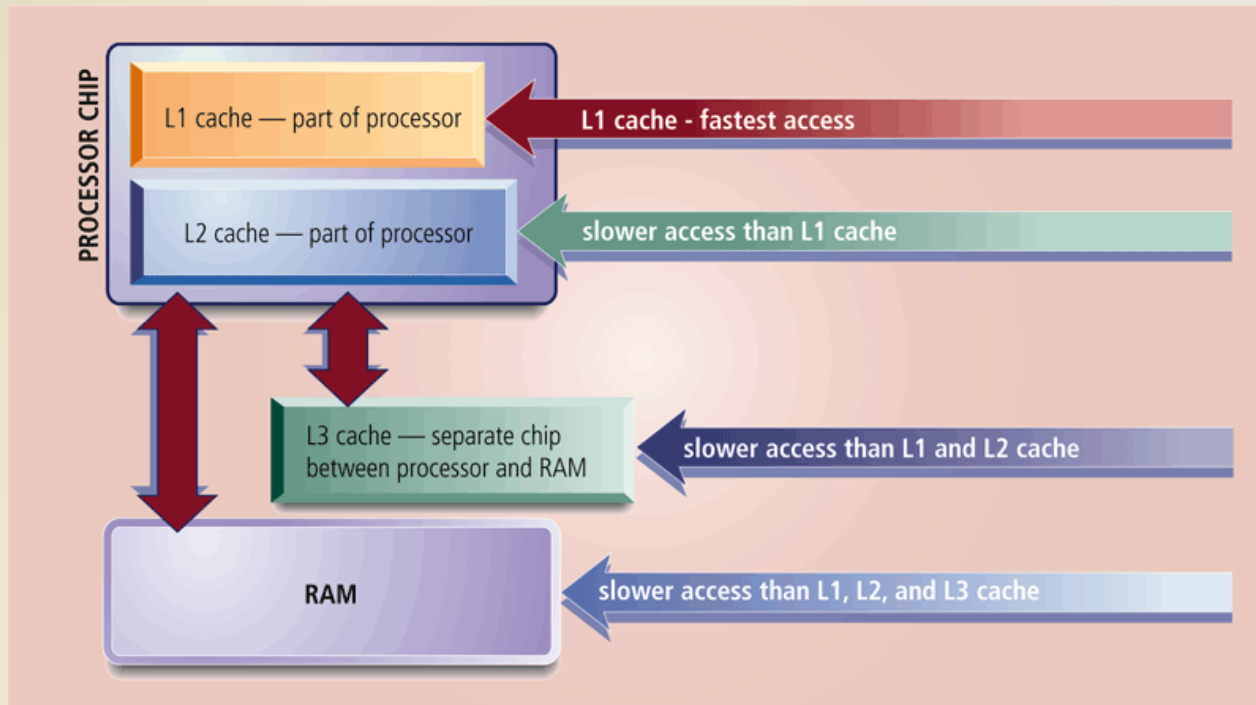 PROCESSOR CHIP
L1 cache — part of processor
L1 cache - fastest access
L2 cache — part of processor
slower access than L1 cache
L3 cache — separate chip
between processor and RAM
slower access than L1 and L2 cache
RAM
slower access than L1, L2, and L3 cache